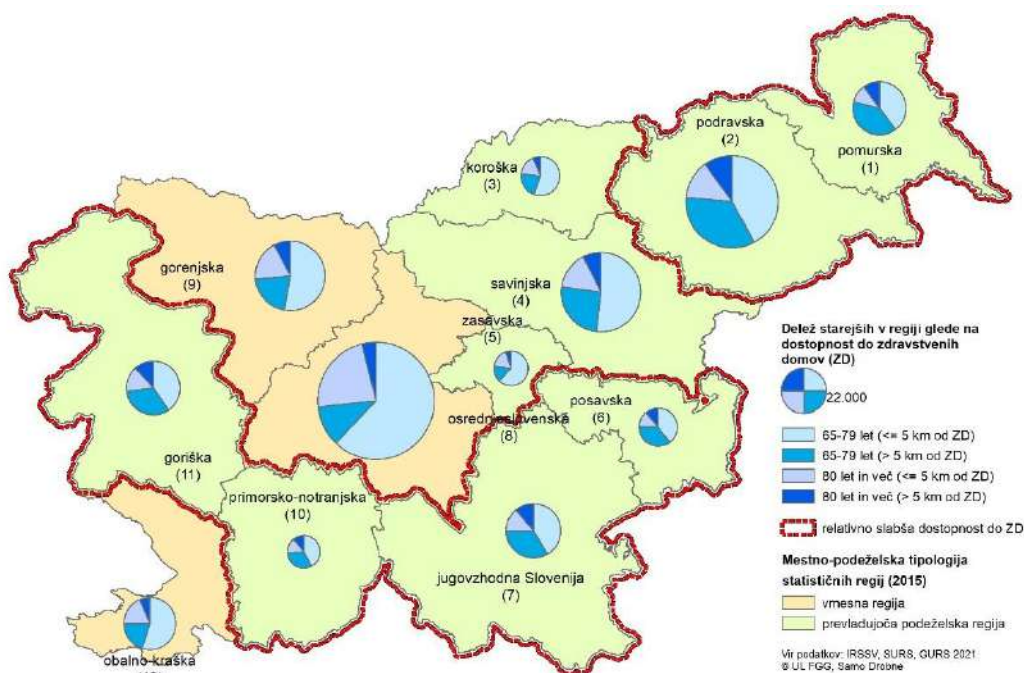 podravska
(2)
pomurska
(1)
koroška
(3)
gorenjska
(9)
savinjska
(4)
zasavska
(5)
osrednjeslovenska
(8)
posavska
(6)
goriška
(11)
primorsko-notranjska
(10)
jugovzhodna Slovenija
(7)
obalno-kraška
Delež starejših v regiji glede na
dostopnost do zdravstvenih
domov (ZD)
22.000
65-79 let (<= 5 km od ZD)
65-79 let (> 5 km od ZD)
80 let in več (<= 5 km od ZD)
80 let in več (> 5 km od ZD)
relativno slabša dostopnost do ZD
Mestno-podeželska tipologija
statističnih regij (2015)
vmesna regija
prevladujoča podeželska regija
Vir podatkov: IRSSV, SURS, GURS 2021
© UL FGG, Samo Drobne